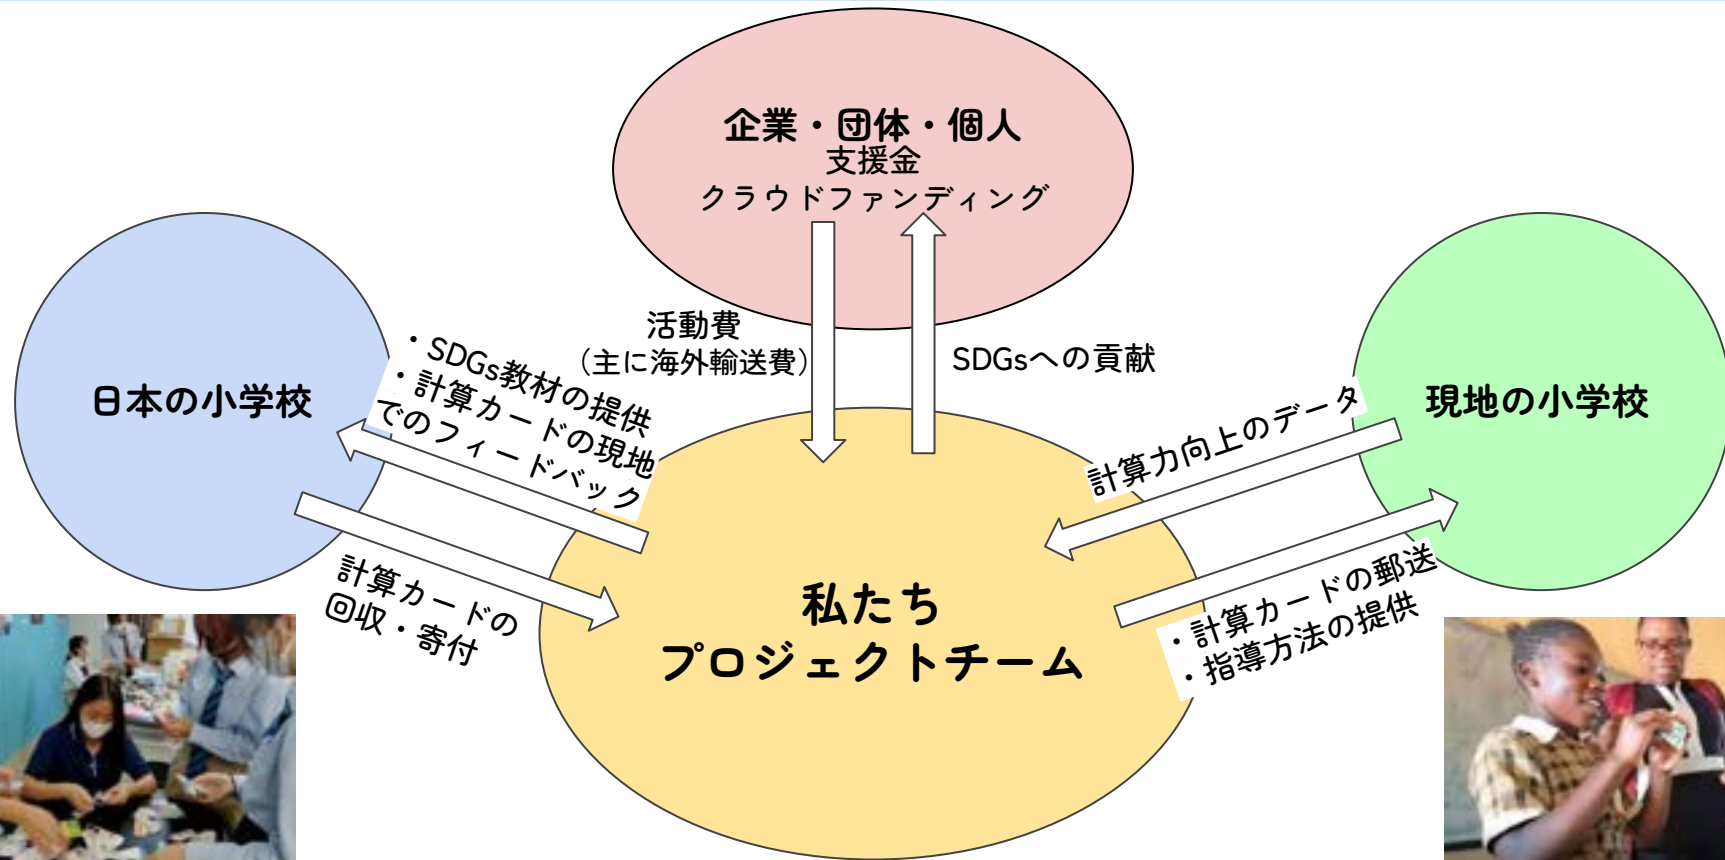 企業・団体・個人
支援金
クラウドファンディング
活動費
（主に海外輸送費）
SDGsへの貢献
日本の小学校
・SDGs教材の提供
・計算カードの現地
でのフィードバック
計算カードの
回収・寄付
現地の小学校
計算力向上のデータ
・計算カードの郵送
・指導方法の提供
私たち
プロジェクトチーム